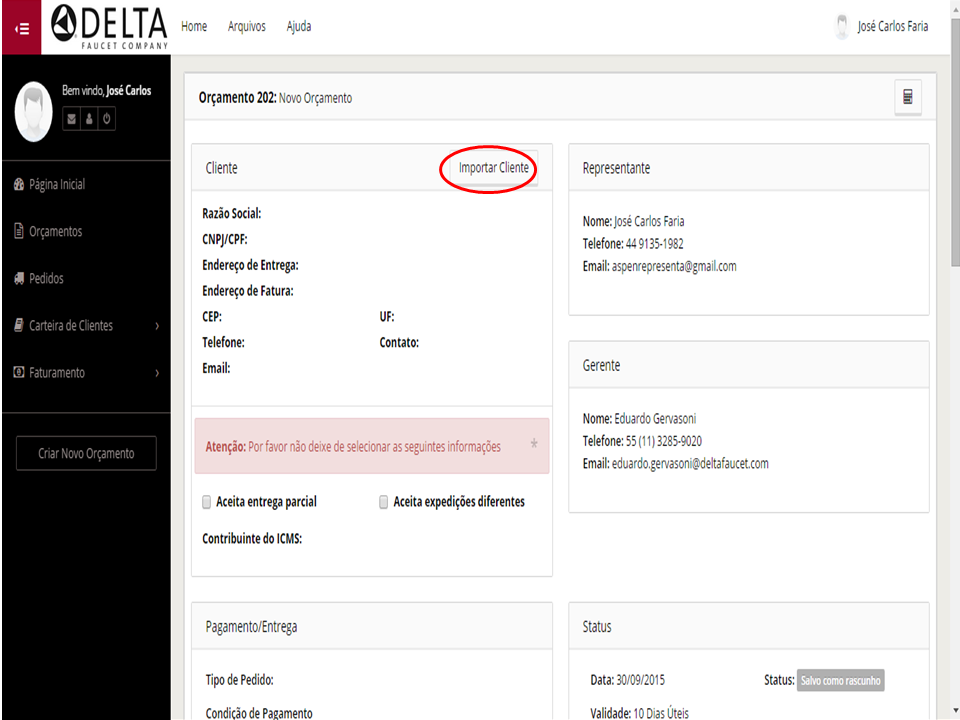 DELTA
FAUCET COMPANY
Home Arquivos Ajuda
José Carlos Faria
Bem vindo, José Carlos
Página Inicial
Orçamentos
Pedidos
Carteira de Clientes
Faturamento
Criar Novo Orçamento
Orçamento 202: Novo Orçamento
Cliente
Importar Cliente
Razão Social:
CNPJ/CPF:
Endereço de Entrega:
Endereço de Fatura:
CEP: UF:
Telefone: Contato:
Email:
Atenção: Por favor não deixe de selecionar as seguintes informações *
Aceita entrega parcial Aceita expedições diferentes
Contribuinte do ICMS:
Representante
Nome: José Carlos Faria
Telefone: 44 9135-1982
Email: aspenrepresenta@gmail.com
Gerente
Nome: Eduardo Gervasoni
Telefone: 55 (11) 3285-9020
Email: eduardo.gervasoni@deltafaucet.com
Pagamento/Entrega
Tipo de Pedido:
Condição de Pagamento
Status
Data: 30/09/2015 Status: Salvo como rascunho
Validade: 10 Dias Úteis